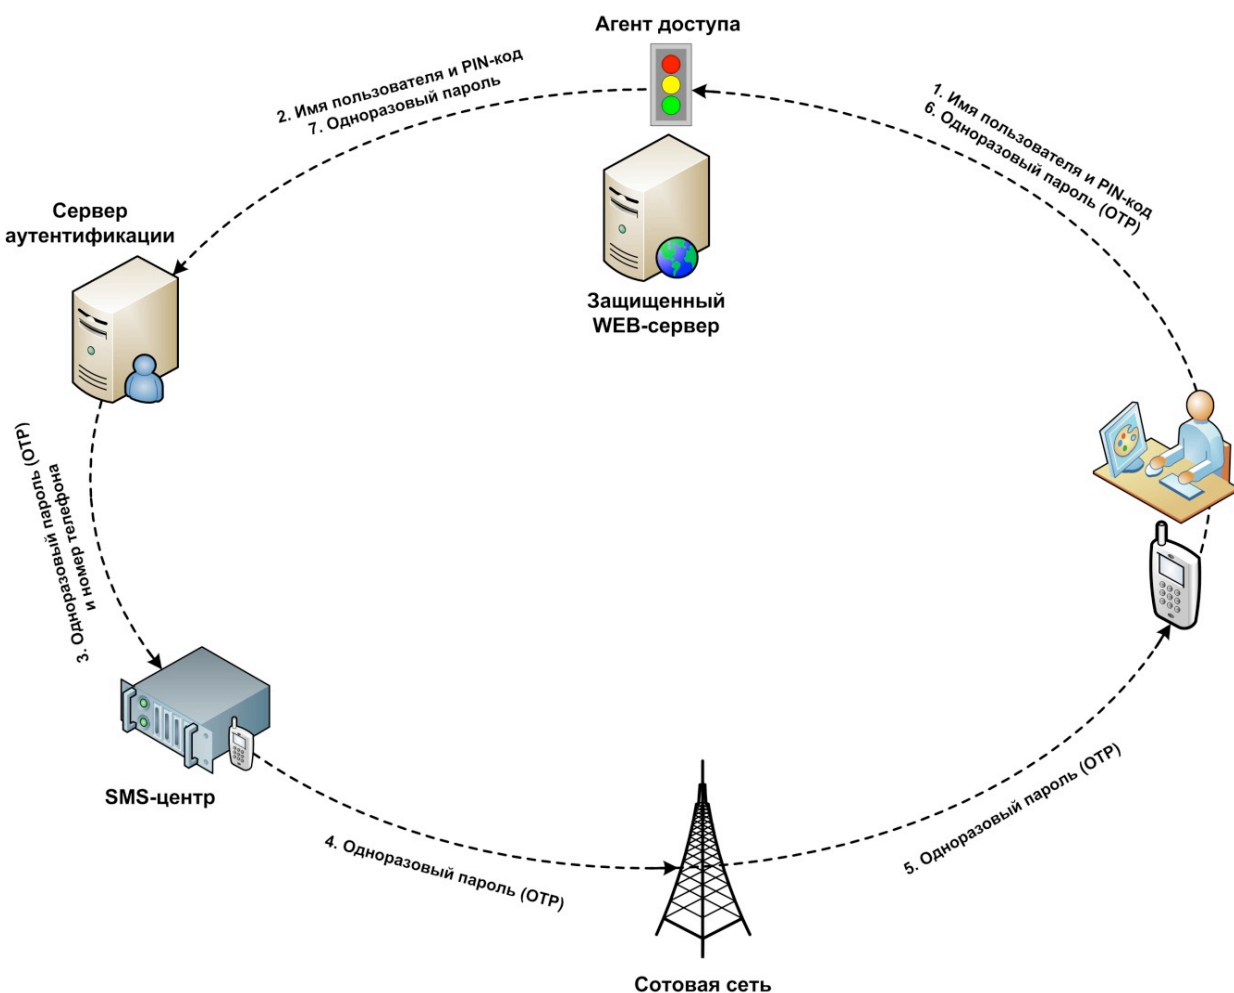 Агент доступа
2. Имя пользователя и PIN-код
7. Одноразовый пароль
1. Имя пользователя и PIN-код
6. Одноразовый пароль (OTP)
Сервер
аутентификации
Защищенный
WEB-сервер
3. Одноразовый пароль (OTP)
и номер телефона
SMS-центр
4. Одноразовый пароль (OTP)
5. Одноразовый пароль (OTP)
Сотовая сеть